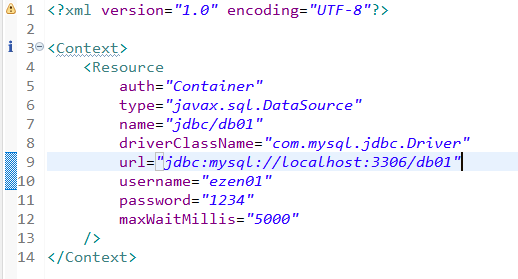 1 <?xml version="1.0" encoding="UTF-8"?>
2
3 <Context>
4     <Resource
5         auth="Container"
6         type="javax.sql.DataSource"
7         name="jdbc/db01"
8         driverClassName="com.mysql.jdbc.Driver"
9         url="jdbc:mysql://localhost:3306/db01"
10         username="ezen01"
11         password="1234"
12         maxWaitMillis="5000"
13     />
14 </Context>